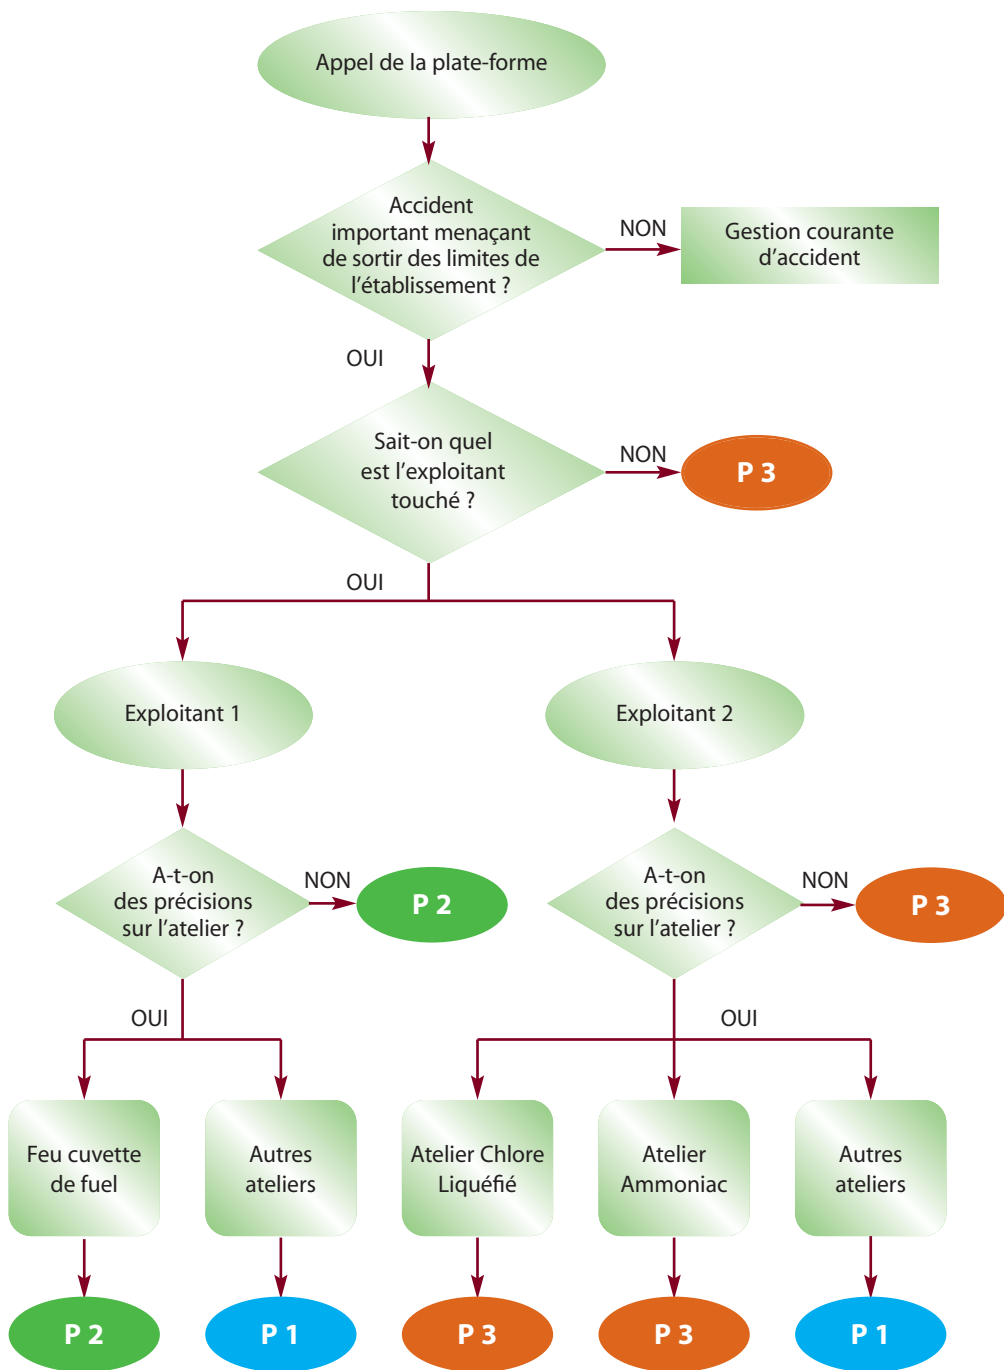 Appel de la plate-forme
Accident
important menaçant
de sortir des limites de
l’établissement ?
NON
Gestion courante
d’accident
OUI
Sait-on quel
est l’exploitant
touché ?
NON
P 3
OUI
Exploitant 1
Exploitant 2
A-t-on
des précisions
sur l’atelier ?
NON
P 2
A-t-on
des précisions
sur l’atelier ?
NON
P 3
OUI
OUI
Feu cuvette
de fuel
Autres
ateliers
Atelier Chlore
Liquéfié
Atelier
Ammoniac
Autres
ateliers
P 2
P 1
P 3
P 3
P 1